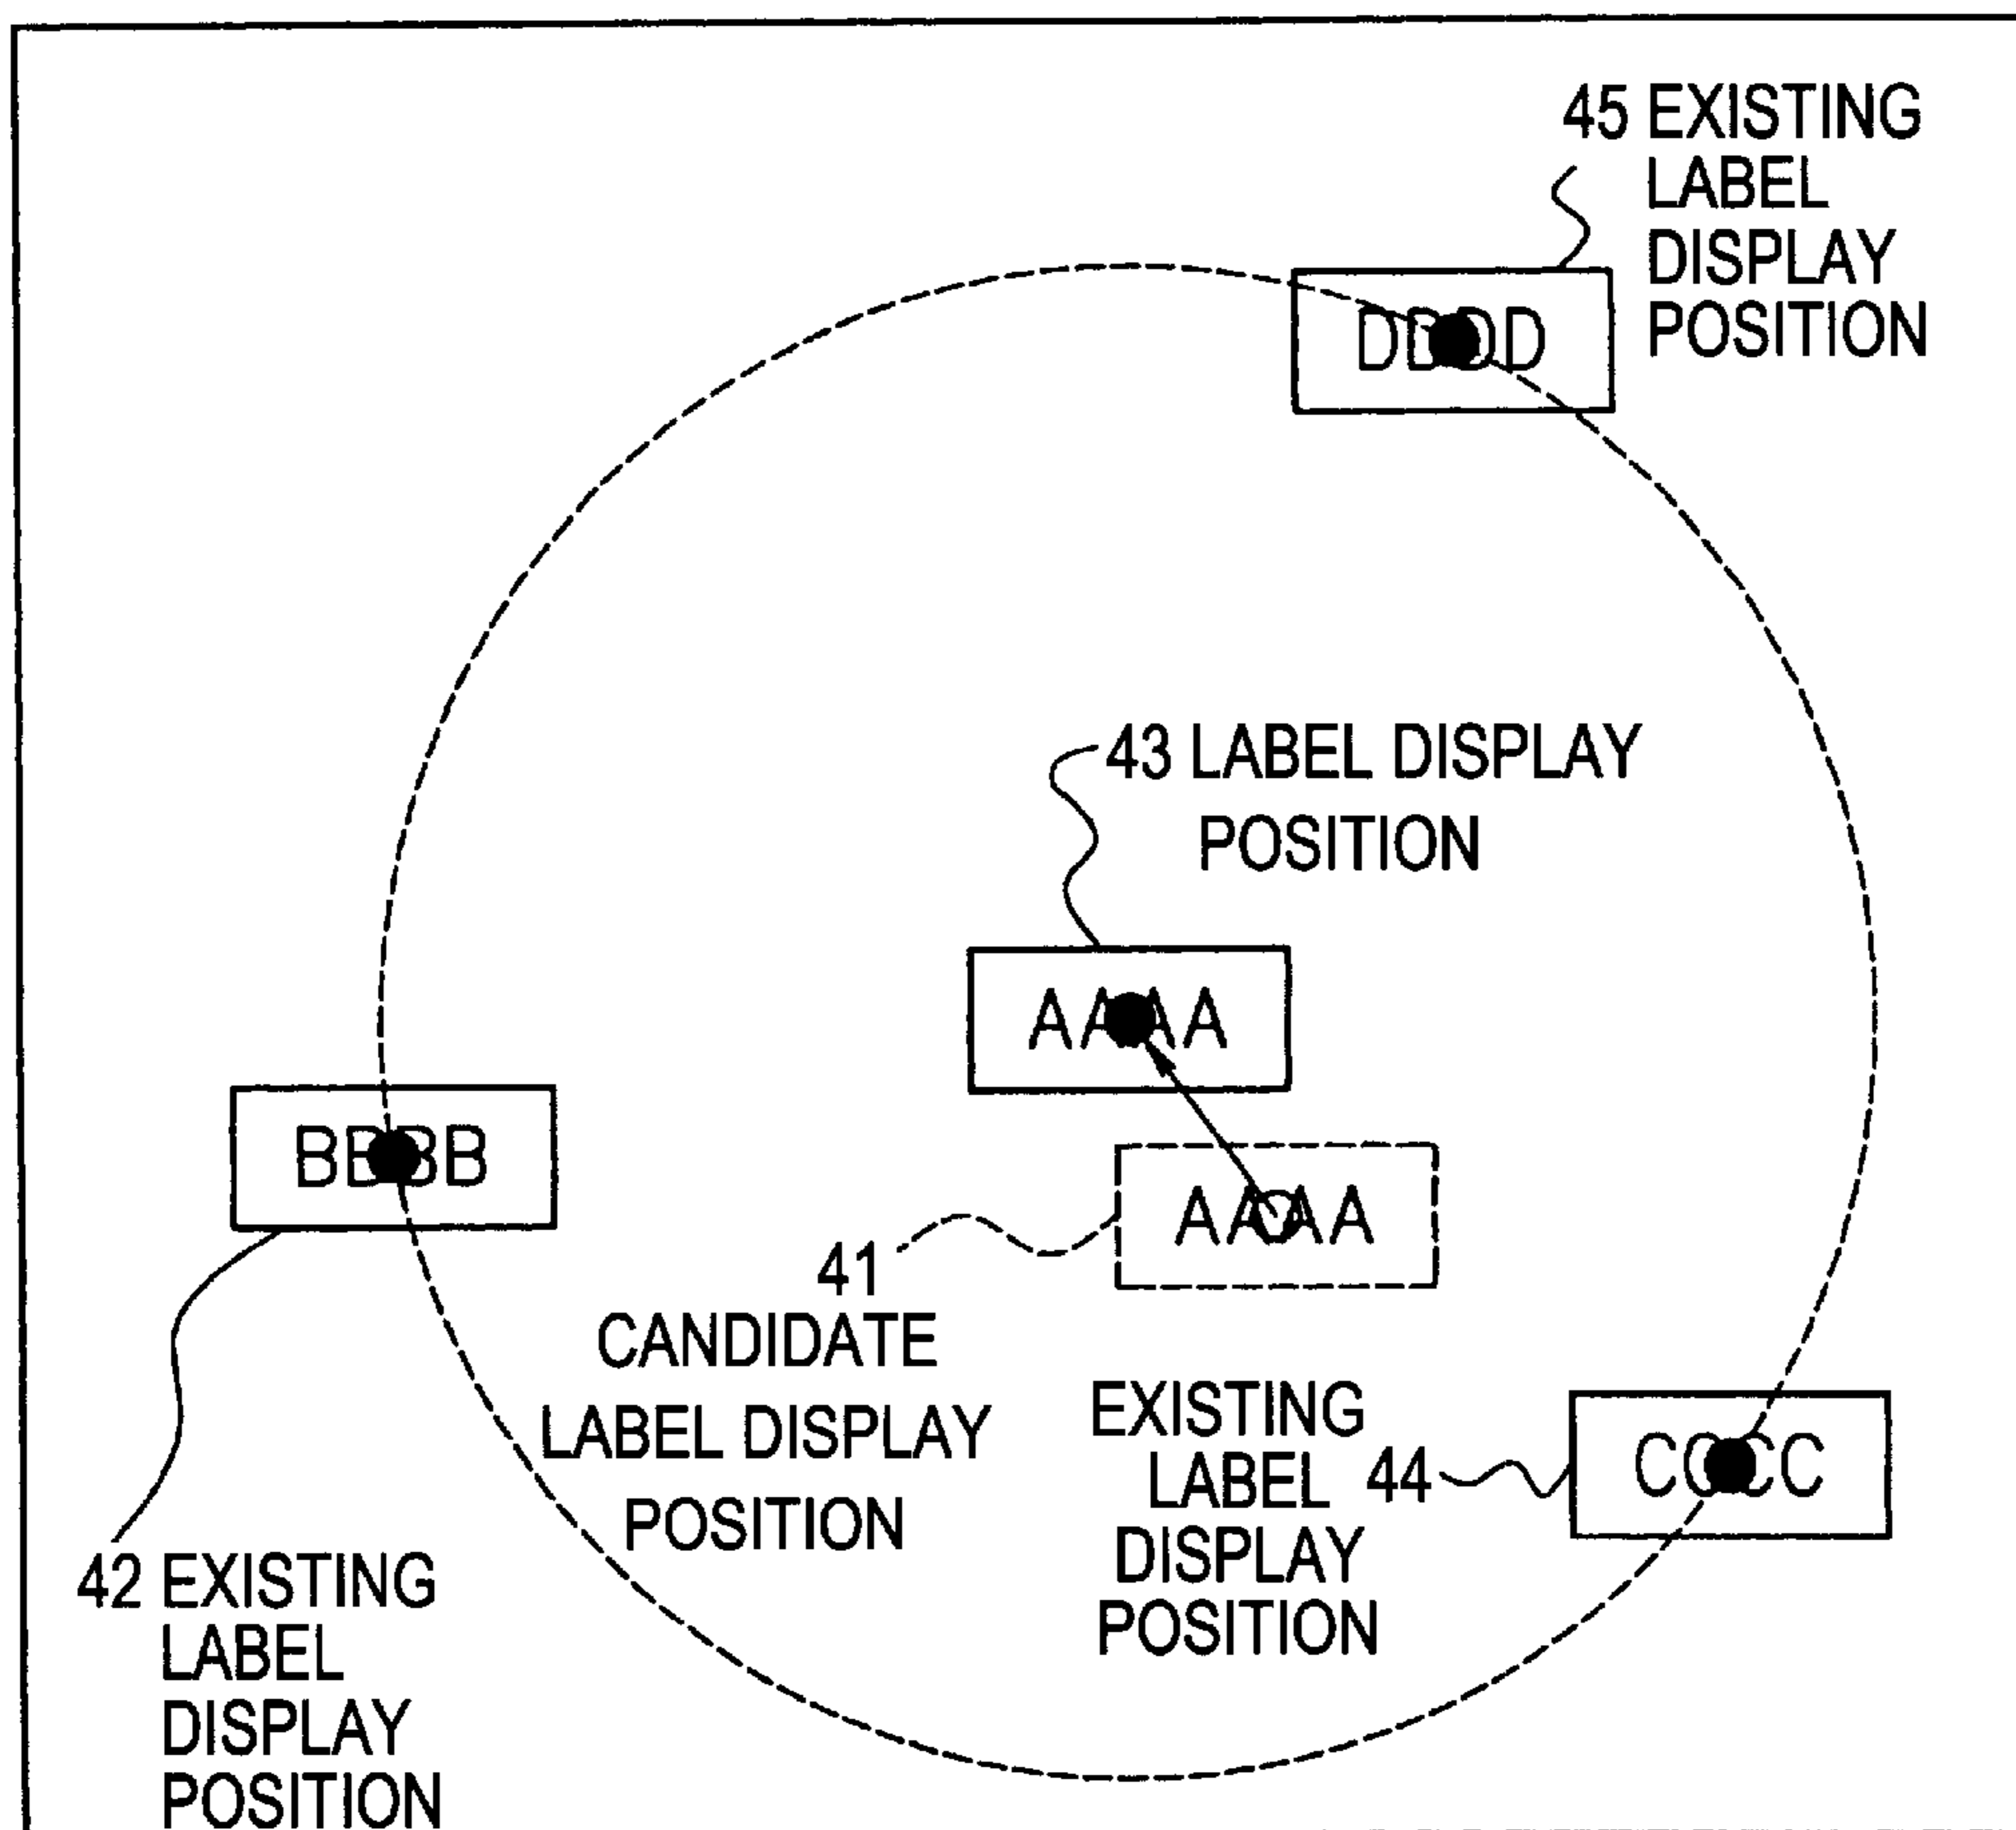 45 EXISTING
LABEL
DISPLAY
POSITION
DDDD
43 LABEL DISPLAY
POSITION
AAAA
BBBB
AAAA
41
CANDIDATE
LABEL DISPLAY
POSITION
EXISTING
LABEL 44
DISPLAY
POSITION
CCCC
42 EXISTING
LABEL
DISPLAY
POSITION